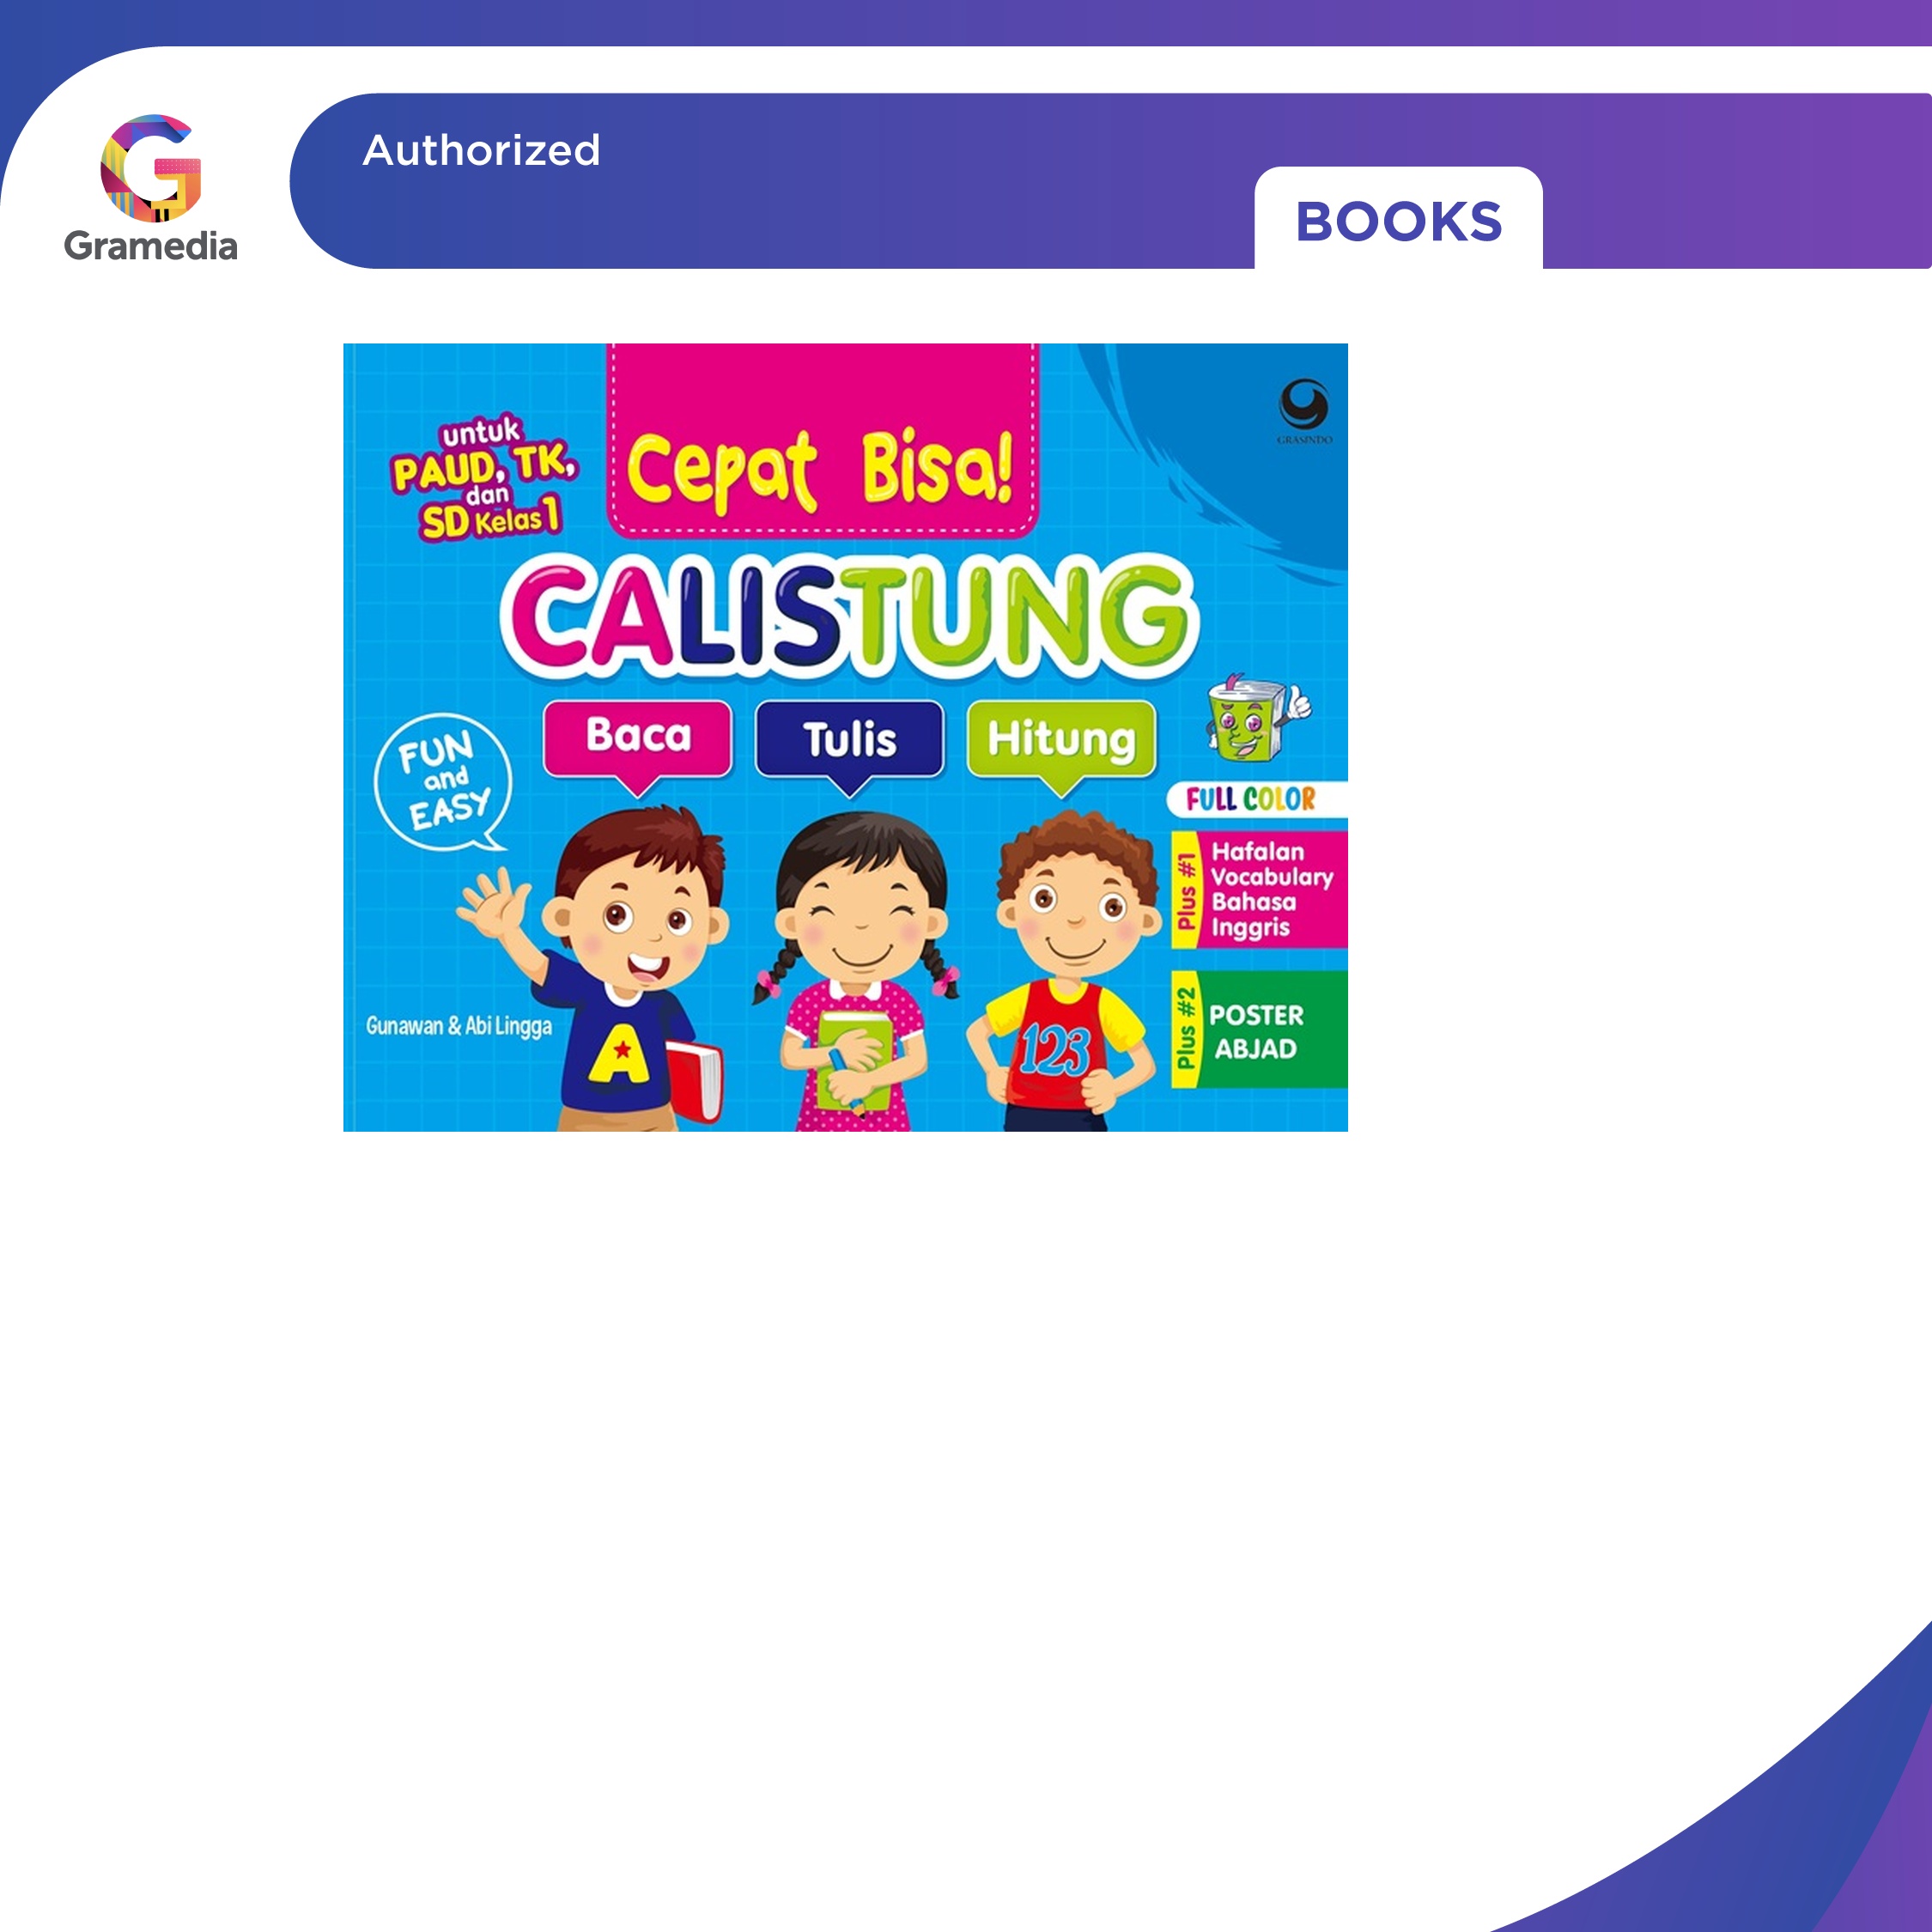 Authorized
BOOKS
Gramedia
untuk
PAUD, TK,
dan
SD Kelas 1
Cepat Bisa!
GRASINDO
CALISTUNG
Baca
Tulis
Hitung
FUN
and
EASY
FULL COLOR
Plus #1
Hafalan
Vocabulary
Bahasa
Inggris
Plus #2
POSTER
ABJAD
Gunawan & Abi Lingga
A
123